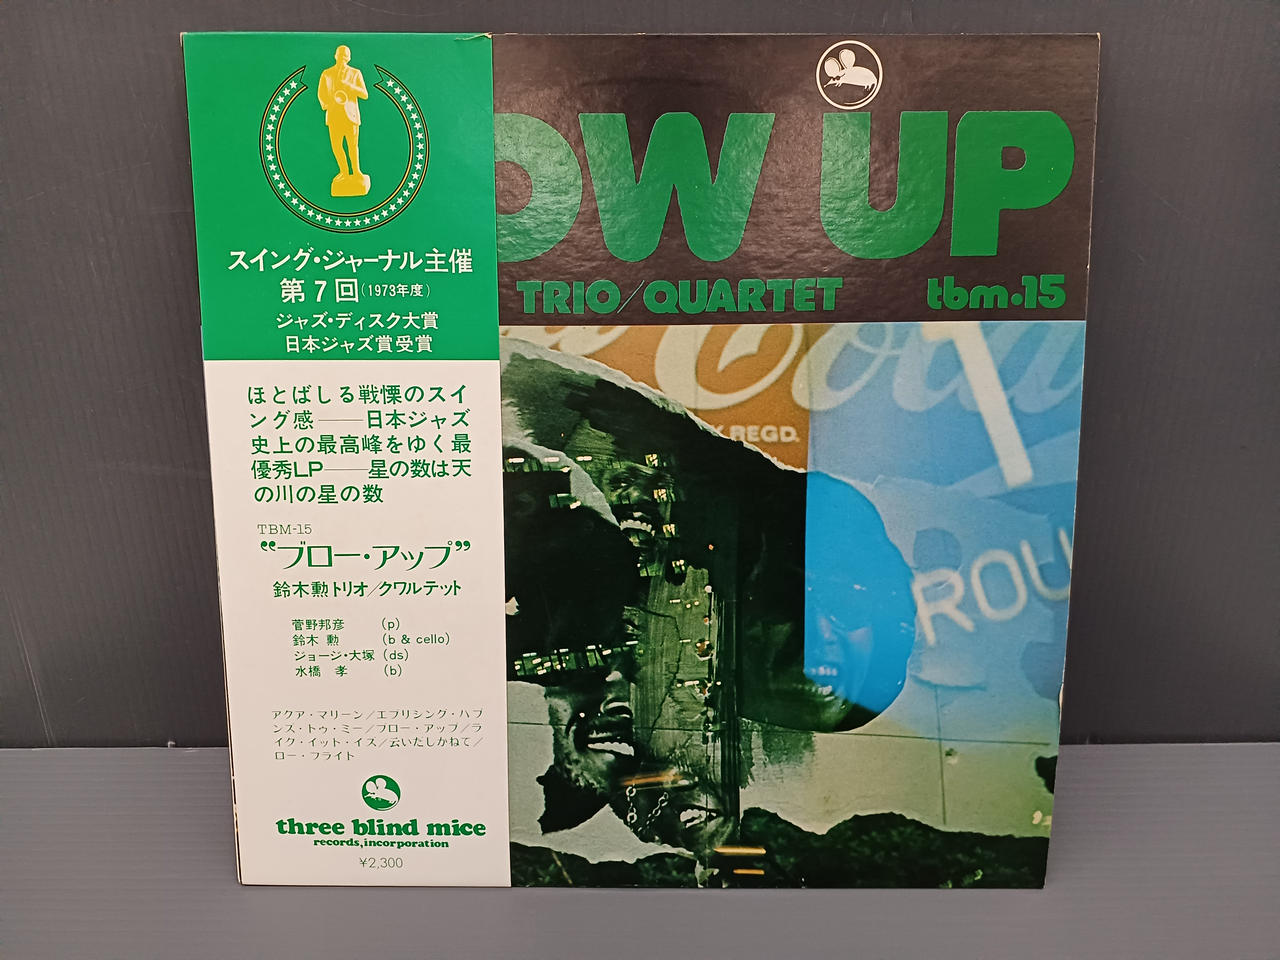 スイング・ジャーナル主催
第7回(1973年度)
ジャズ・ディスク大賞
日本ジャズ賞受賞
ほとばしる戦慄のスイ
ング感──日本ジャズ
史上の最高峰をゆく最
優秀LP──星の数は天
の川の星の数
TBM-15
“ブロー・アップ”
鈴木勲トリオ/クワルテット
菅野邦彦 (p)
鈴木 勲 (b & cello)
ジョージ・大塚 (ds)
水橋 孝 (b)
アクア・マリーン/エブリシング・ハプ
ンス・トゥ・ミー/ブロー・アップ/ラ
イク・イット・イズ/云いだしかねて/
ロー・フライト
three blind mice
records, incorporation
¥2,300
OW UP
TRIO/QUARTET
tbm・15
REGD.
ROU